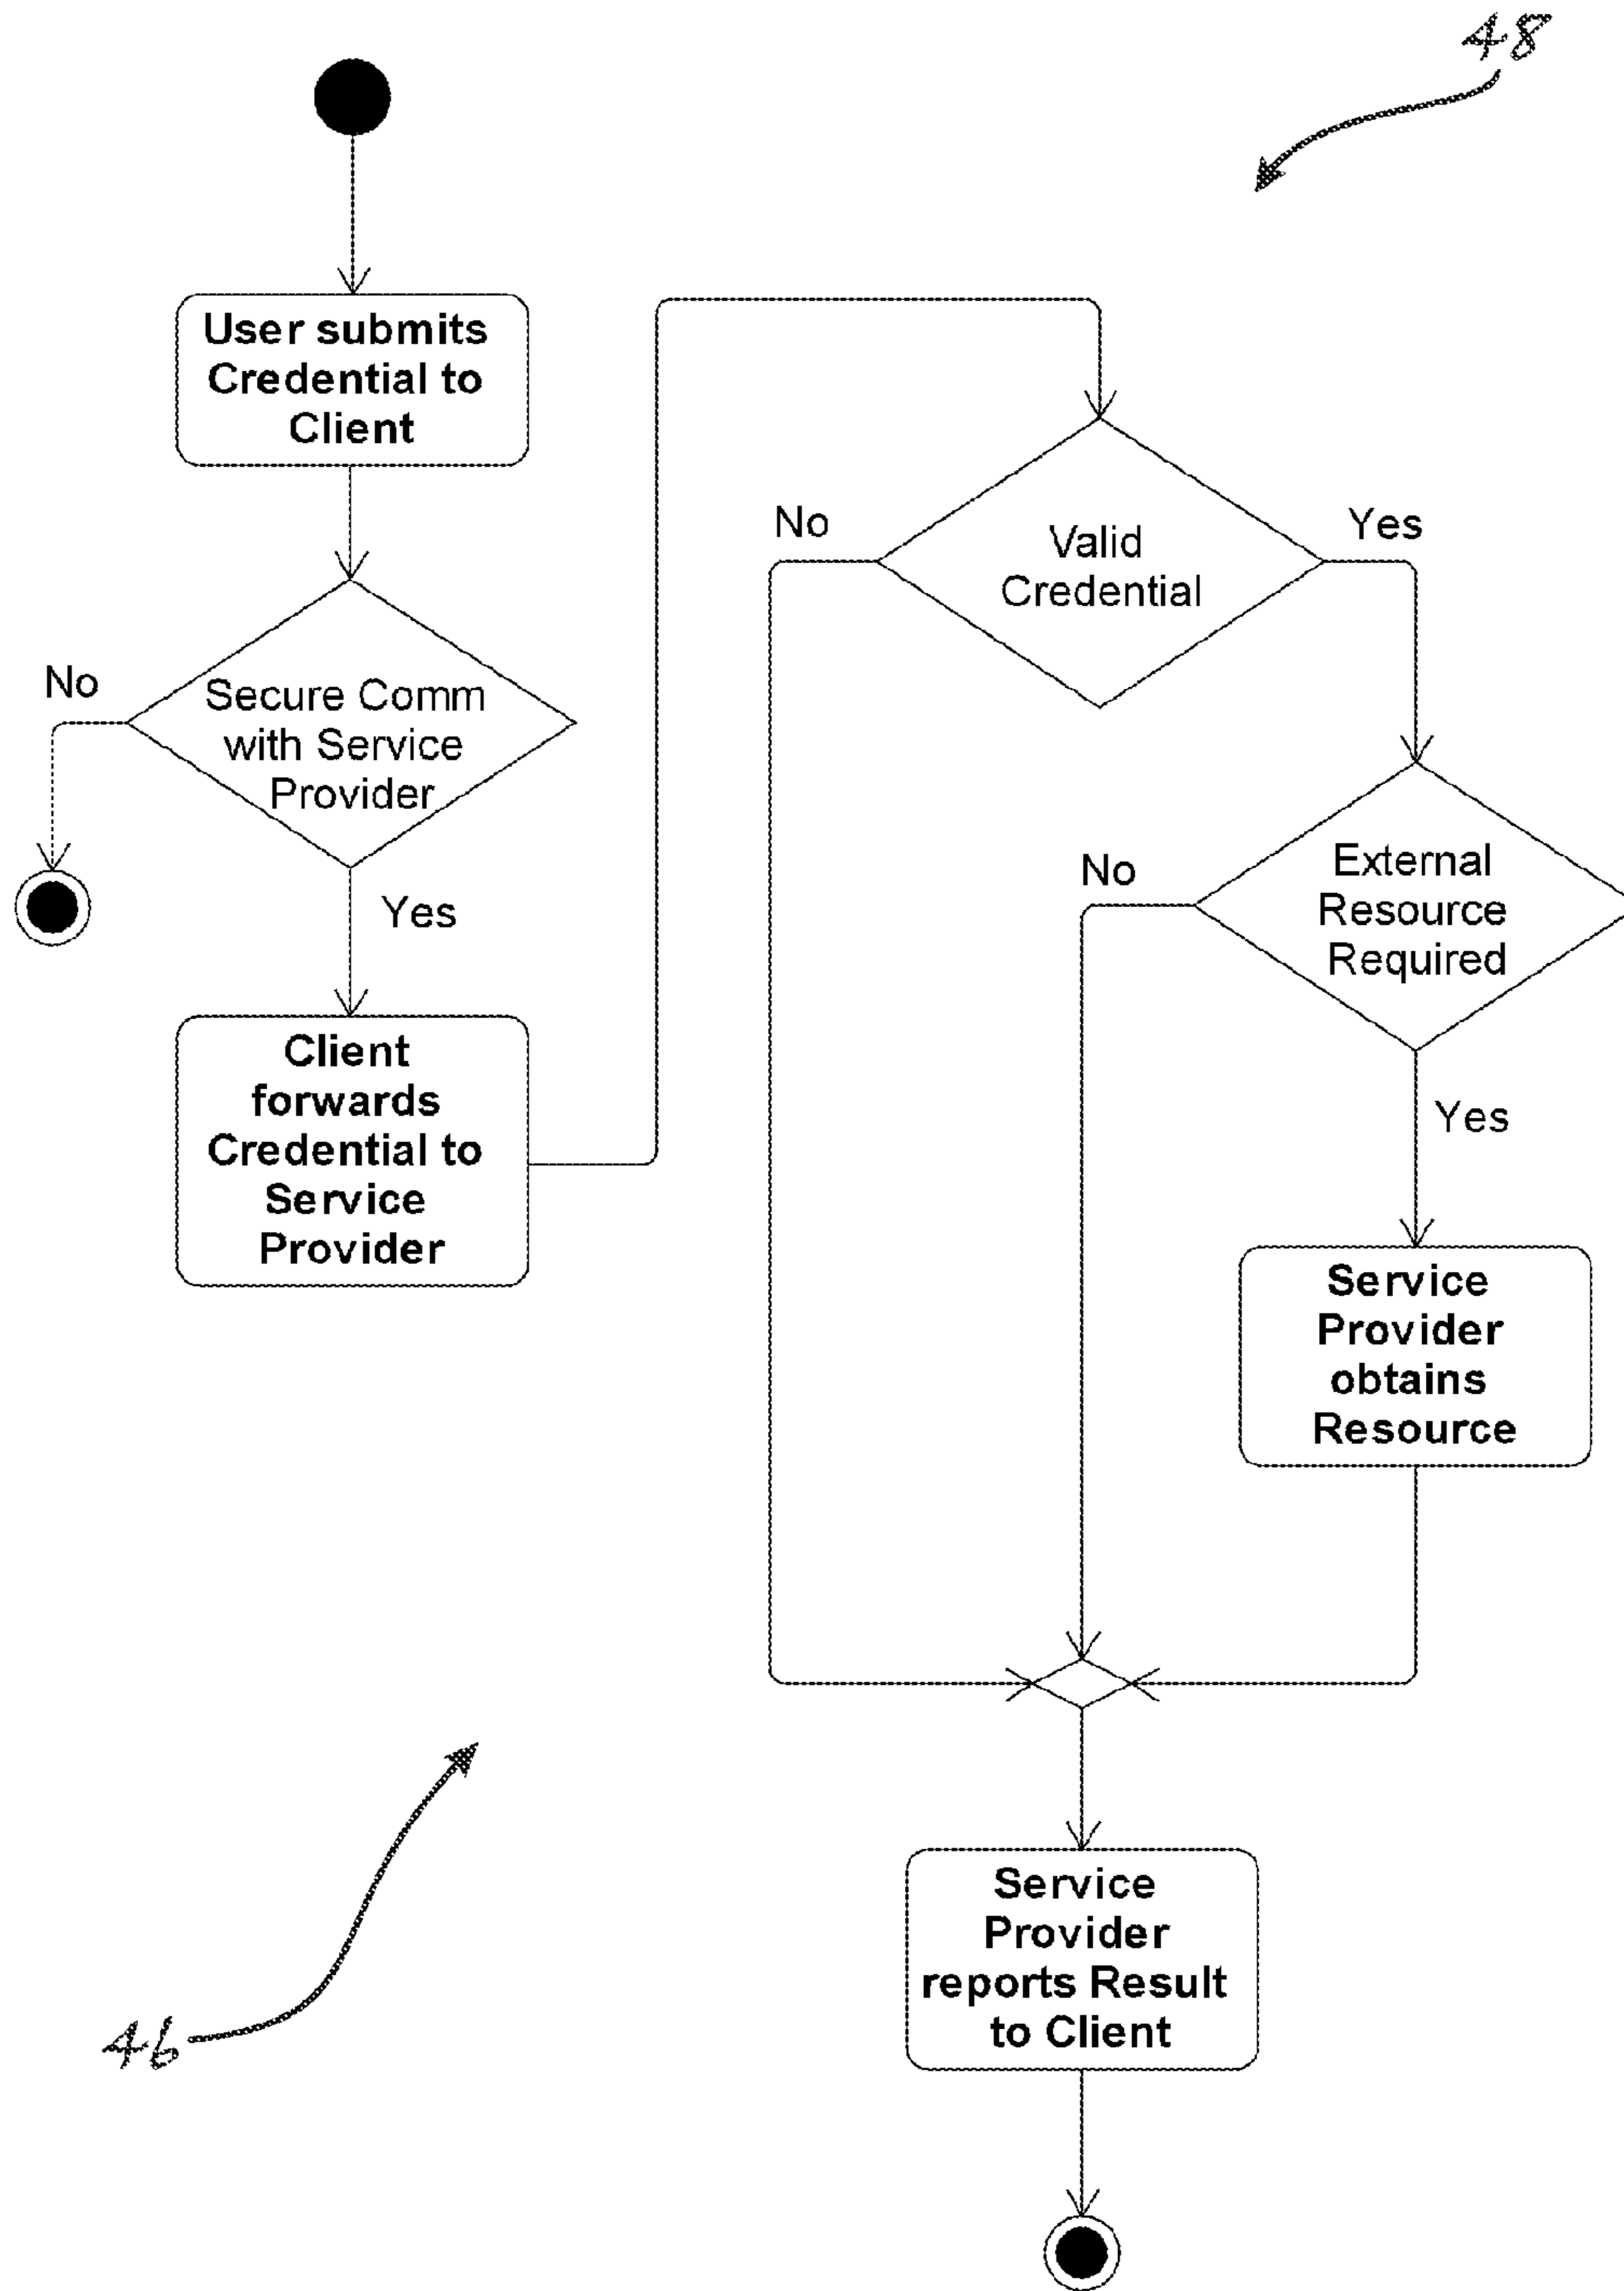 48
User submits
Credential to
Client
No
Secure Comm
with Service
Provider
Yes
Client
forwards
Credential to
Service
Provider
No
Valid
Credential
Yes
No
External
Resource
Required
Yes
Service
Provider
obtains
Resource
Service
Provider
reports Result
to Client
46